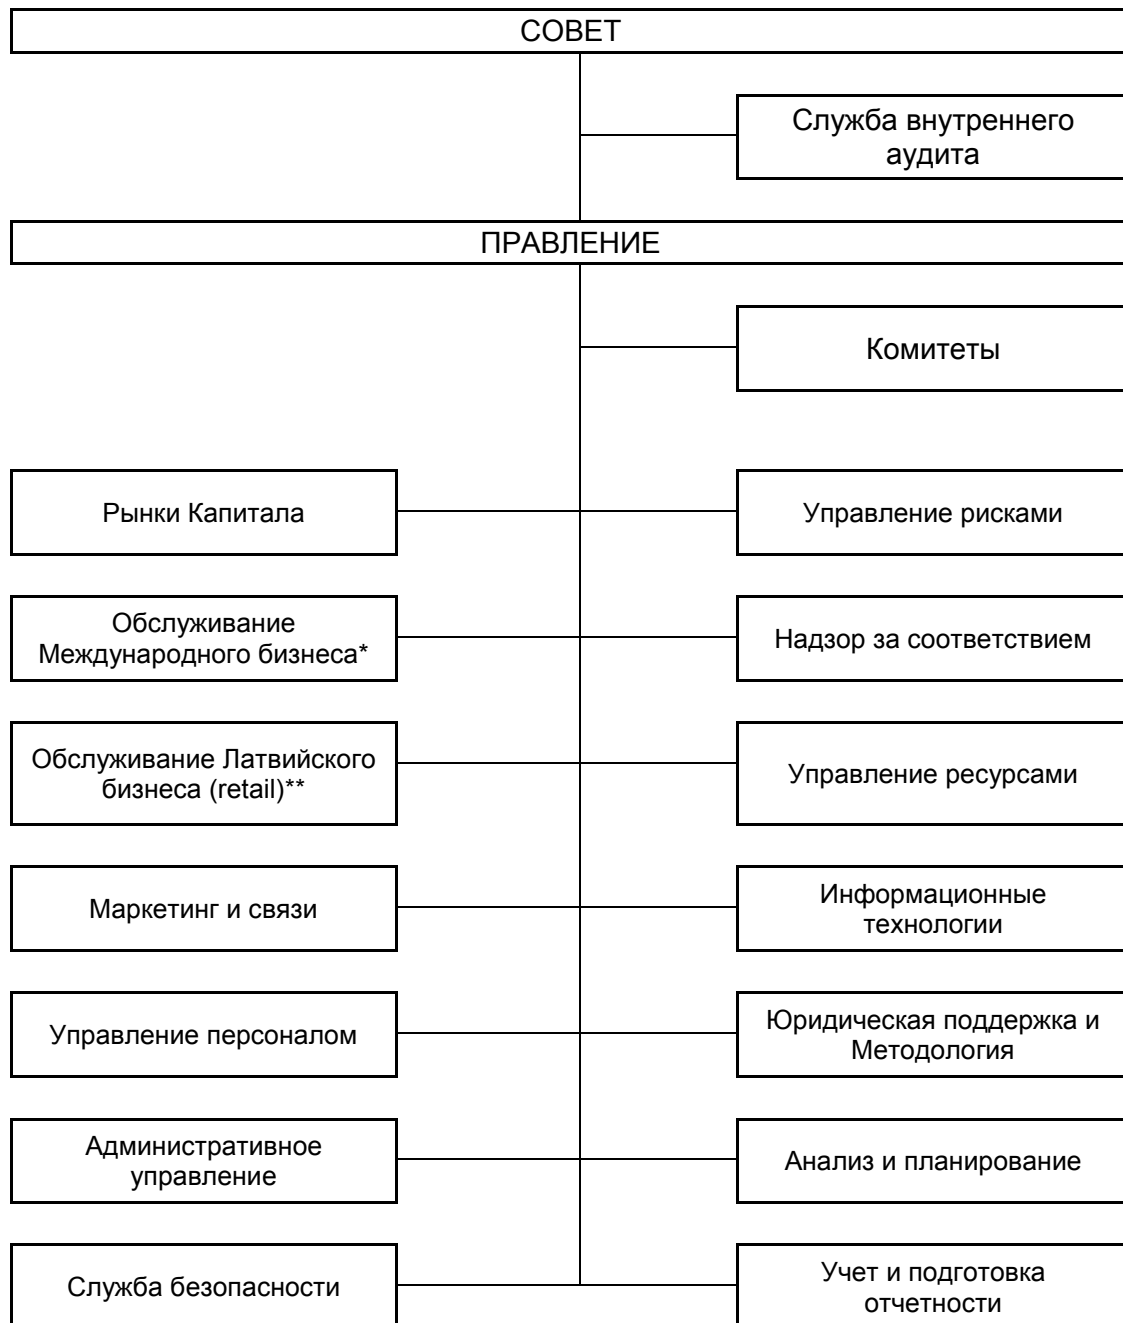 СОВЕТ
Служба внутреннего
аудита
ПРАВЛЕНИЕ
Комитеты
Рынки Капитала
Управление рисками
Обслуживание
Международного бизнеса*
Надзор за соответствием
Обслуживание Латвийского
бизнеса (retail)**
Управление ресурсами
Маркетинг и связи
Информационные
технологии
Управление персоналом
Юридическая поддержка и
Методология
Административное
управление
Анализ и планирование
Служба безопасности
Учет и подготовка
отчетности